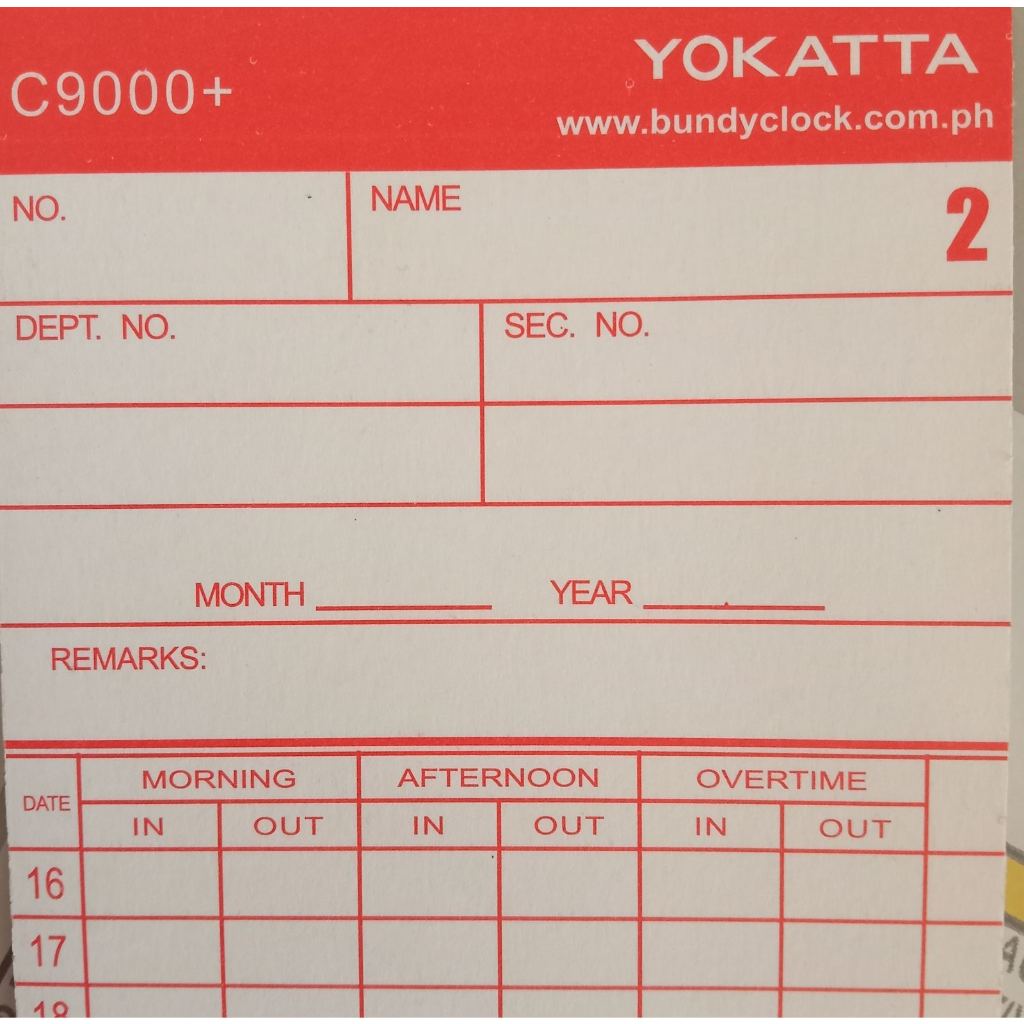 YOKATTA
C9000+
www.bundyclock.com.ph
NO. NAME 2
DEPT. NO. SEC. NO.
MONTH YEAR
REMARKS:
DATE MORNING AFTERNOON OVERTIME
IN OUT IN OUT IN OUT
16
17
18